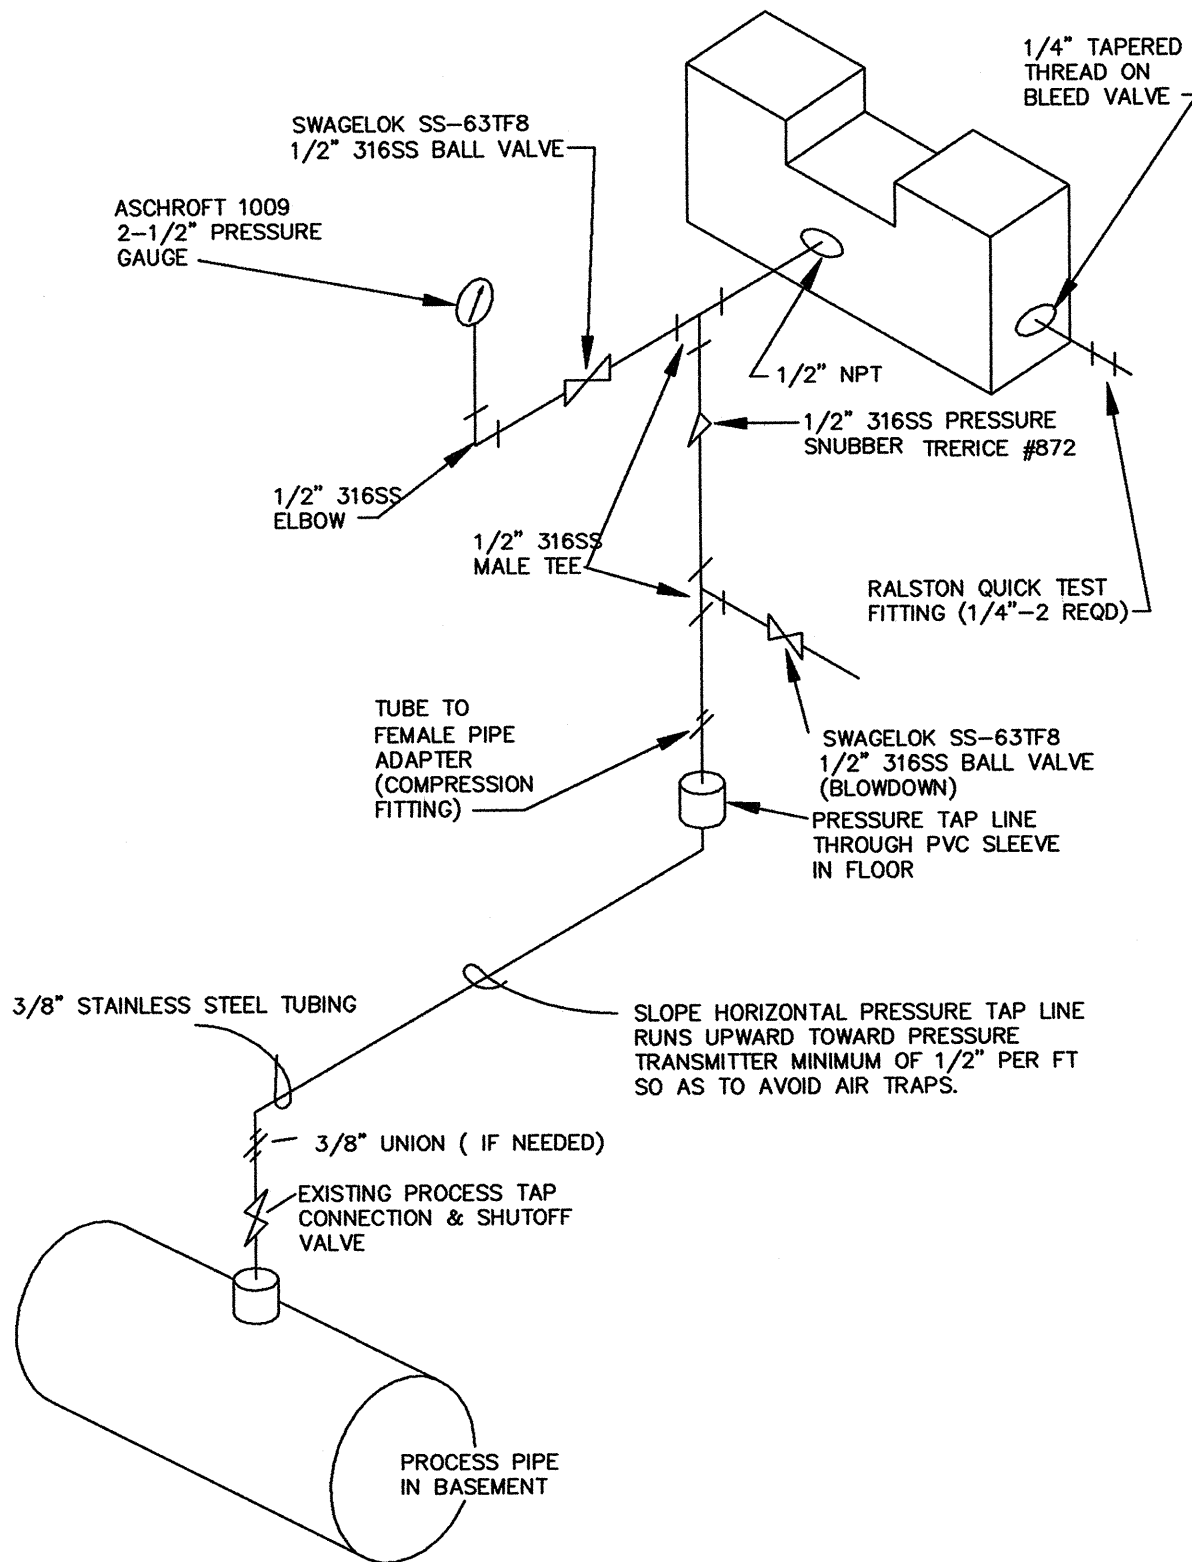 1/4" TAPERED
THREAD ON
BLEED VALVE
SWAGELOK SS-63TF8
1/2" 316SS BALL VALVE
ASCHROFT 1009
2-1/2" PRESSURE
GAUGE
1/2" NPT
1/2" 316SS PRESSURE
SNUBBER TRERICE #872
1/2" 316SS
ELBOW
1/2" 316SS
MALE TEE
RALSTON QUICK TEST
FITTING (1/4"-2 REQD)
TUBE TO
FEMALE PIPE
ADAPTER
(COMPRESSION
FITTING)
SWAGELOK SS-63TF8
1/2" 316SS BALL VALVE
(BLOWDOWN)
PRESSURE TAP LINE
THROUGH PVC SLEEVE
IN FLOOR
3/8" STAINLESS STEEL TUBING
SLOPE HORIZONTAL PRESSURE TAP LINE
RUNS UPWARD TOWARD PRESSURE
TRANSMITTER MINIMUM OF 1/2" PER FT
SO AS TO AVOID AIR TRAPS.
3/8" UNION ( IF NEEDED)
EXISTING PROCESS TAP
CONNECTION & SHUTOFF
VALVE
PROCESS PIPE
IN BASEMENT